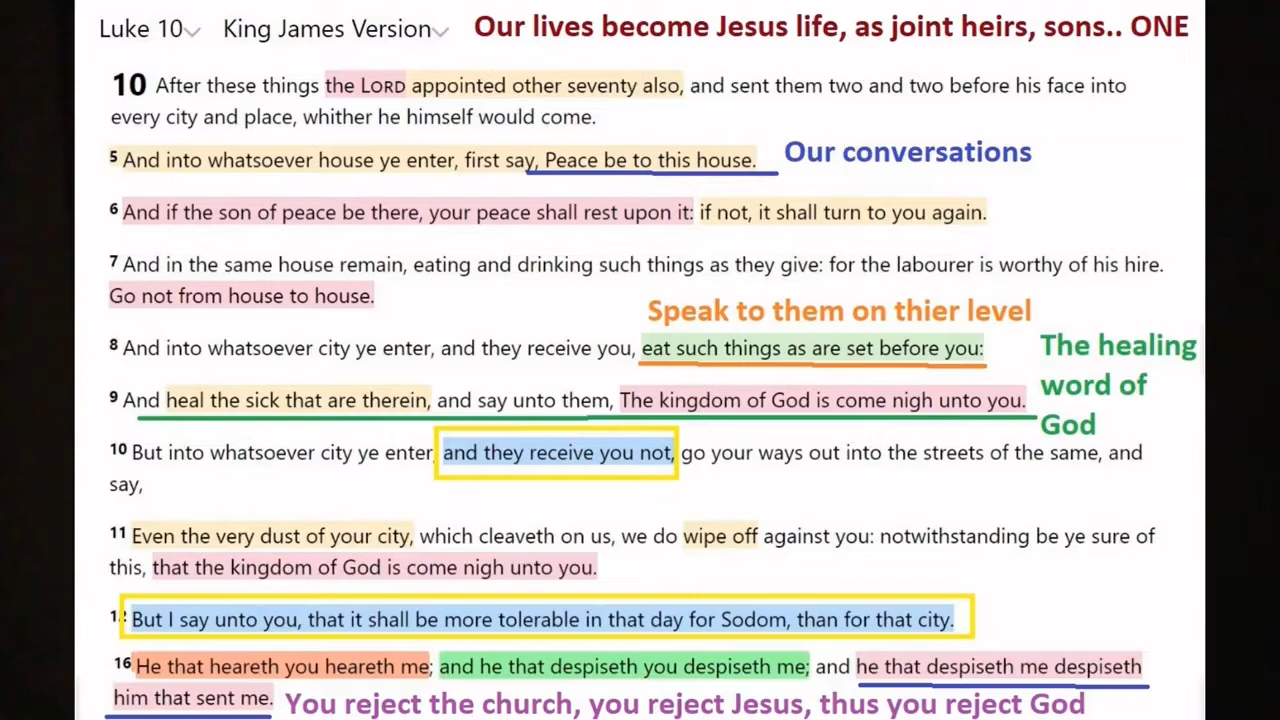 Luke 10 King James Version Our lives become Jesus life, as joint heirs, sons.. ONE
10 After these things the LORD appointed other seventy also, and sent them two and two before his face into
every city and place, whither he himself would come.
5 And into whatsoever house ye enter, first say, Peace be to this house. Our conversations
6 And if the son of peace be there, your peace shall rest upon it: if not, it shall turn to you again.
7 And in the same house remain, eating and drinking such things as they give: for the labourer is worthy of his hire.
Go not from house to house.
Speak to them on thier level
8 And into whatsoever city ye enter, and they receive you, eat such things as are set before you:
The healing
word of
God
9 And heal the sick that are therein, and say unto them, The kingdom of God is come nigh unto you.
10 But into whatsoever city ye enter, and they receive you not, go your ways out into the streets of the same, and
say,
11 Even the very dust of your city, which cleaveth on us, we do wipe off against you: notwithstanding be ye sure of
this, that the kingdom of God is come nigh unto you.
12 But I say unto you, that it shall be more tolerable in that day for Sodom, than for that city.
16 He that heareth you heareth me; and he that despiseth you despiseth me; and he that despiseth me despiseth
him that sent me. You reject the church, you reject Jesus, thus you reject God